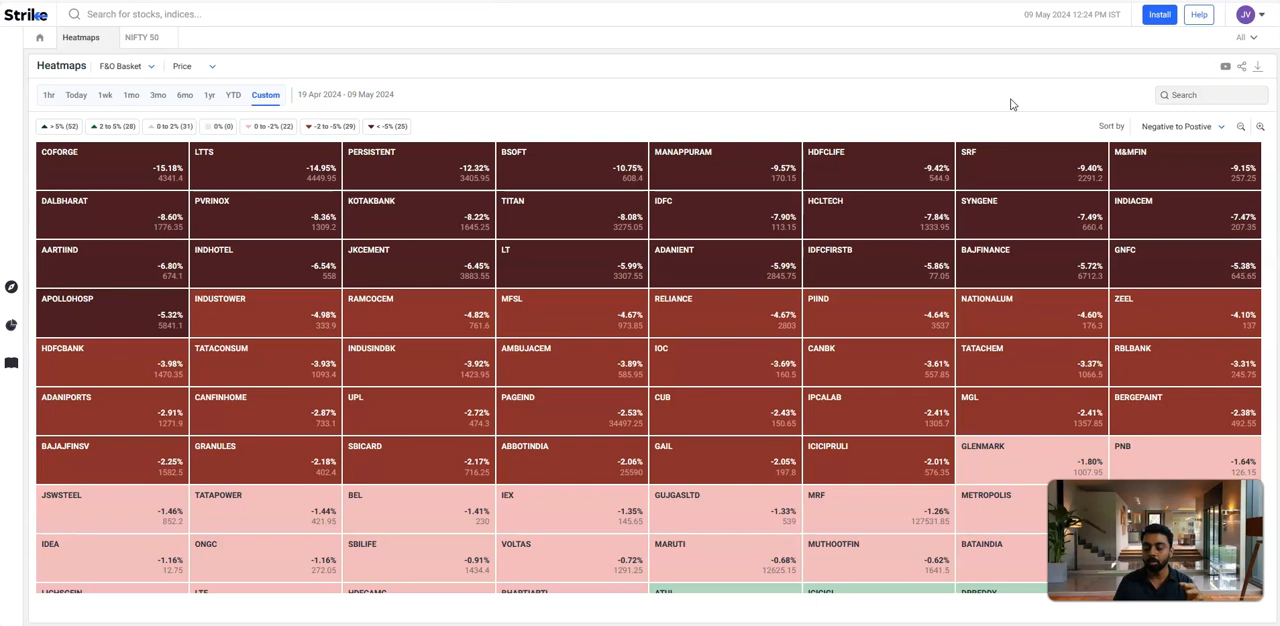 Strike Search for stocks, indices... 09 May 2024 12:24 PM IST Install Help JV
Heatmaps NIFTY 50 All
Heatmaps F&O Basket Price
1hr Today 1wk 1mo 3mo 6mo 1yr YTD Custom 19 Apr 2024 - 09 May 2024 Search
> 5% (52) 2 to 5% (28) 0 to 2% (31) 0% (0) 0 to -2% (22) -2 to -5% (29) < -5% (25) Sort by Negative to Postive
COFORGE LTTS PERSISTENT BSOFT MANAPPURAM HDFCLIFE SRF M&MFIN
-15.18% -14.95% -12.32% -10.75% -9.57% -9.42% -9.40% -9.15%
4341.4 4449.95 3405.95 608.4 170.15 544.9 2291.2 257.25
DALBHARAT PVRINOX KOTAKBANK TITAN IDFC HCLTECH SYNGENE INDIACEM
-8.60% -8.36% -8.22% -8.08% -7.90% -7.84% -7.49% -7.47%
1776.35 1309.2 1645.25 3275.05 113.15 1333.95 660.4 207.35
AARTIIND INDHOTEL JKCEMENT LT ADANIENT IDFCFIRSTB BAJFINANCE GNFC
-6.80% -6.54% -6.45% -5.99% -5.99% -5.86% -5.72% -5.38%
674.1 558 3883.55 3307.55 2845.75 77.05 6712.3 645.65
APOLLOHOSP INDUSTOWER RAMCOCEM MFSL RELIANCE PIIND NATIONALUM ZEEL
-5.32% -4.98% -4.82% -4.67% -4.67% -4.64% -4.60% -4.10%
5841.1 333.9 761.6 973.85 2803 3537 176.3 137
HDFCBANK TATACONSUM INDUSINDBK AMBUJACEM IOC CANBK TATACHEM RBLBANK
-3.98% -3.93% -3.92% -3.89% -3.69% -3.61% -3.37% -3.31%
1470.35 1093.4 1423.95 585.95 160.5 557.85 1066.5 245.75
ADANIPORTS CANFINHOME UPL PAGEIND CUB IPCALAB MGL BERGEPAINT
-2.91% -2.87% -2.72% -2.53% -2.43% -2.41% -2.41% -2.38%
1271.9 733.1 474.3 34497.25 150.65 1305.7 1357.85 492.55
BAJAJFINSV GRANULES SBICARD ABBOTINDIA GAIL ICICIPRULI GLENMARK PNB
-2.25% -2.18% -2.17% -2.06% -2.05% -2.01% -1.80% -1.64%
1582.5 402.4 716.25 25590 197.8 576.35 1007.95 126.15
JSWSTEEL TATAPOWER BEL IEX GUJGASLTD MRF METROPOLIS
-1.46% -1.44% -1.41% -1.35% -1.33% -1.26%
852.2 421.95 230 145.65 539 127531.85
IDEA ONGC SBILIFE VOLTAS MARUTI MUTHOOTFIN BATAINDIA
-1.16% -1.16% -0.91% -0.72% -0.68% -0.62%
12.75 272.05 1434.4 1291.25 12625.15 1641.5